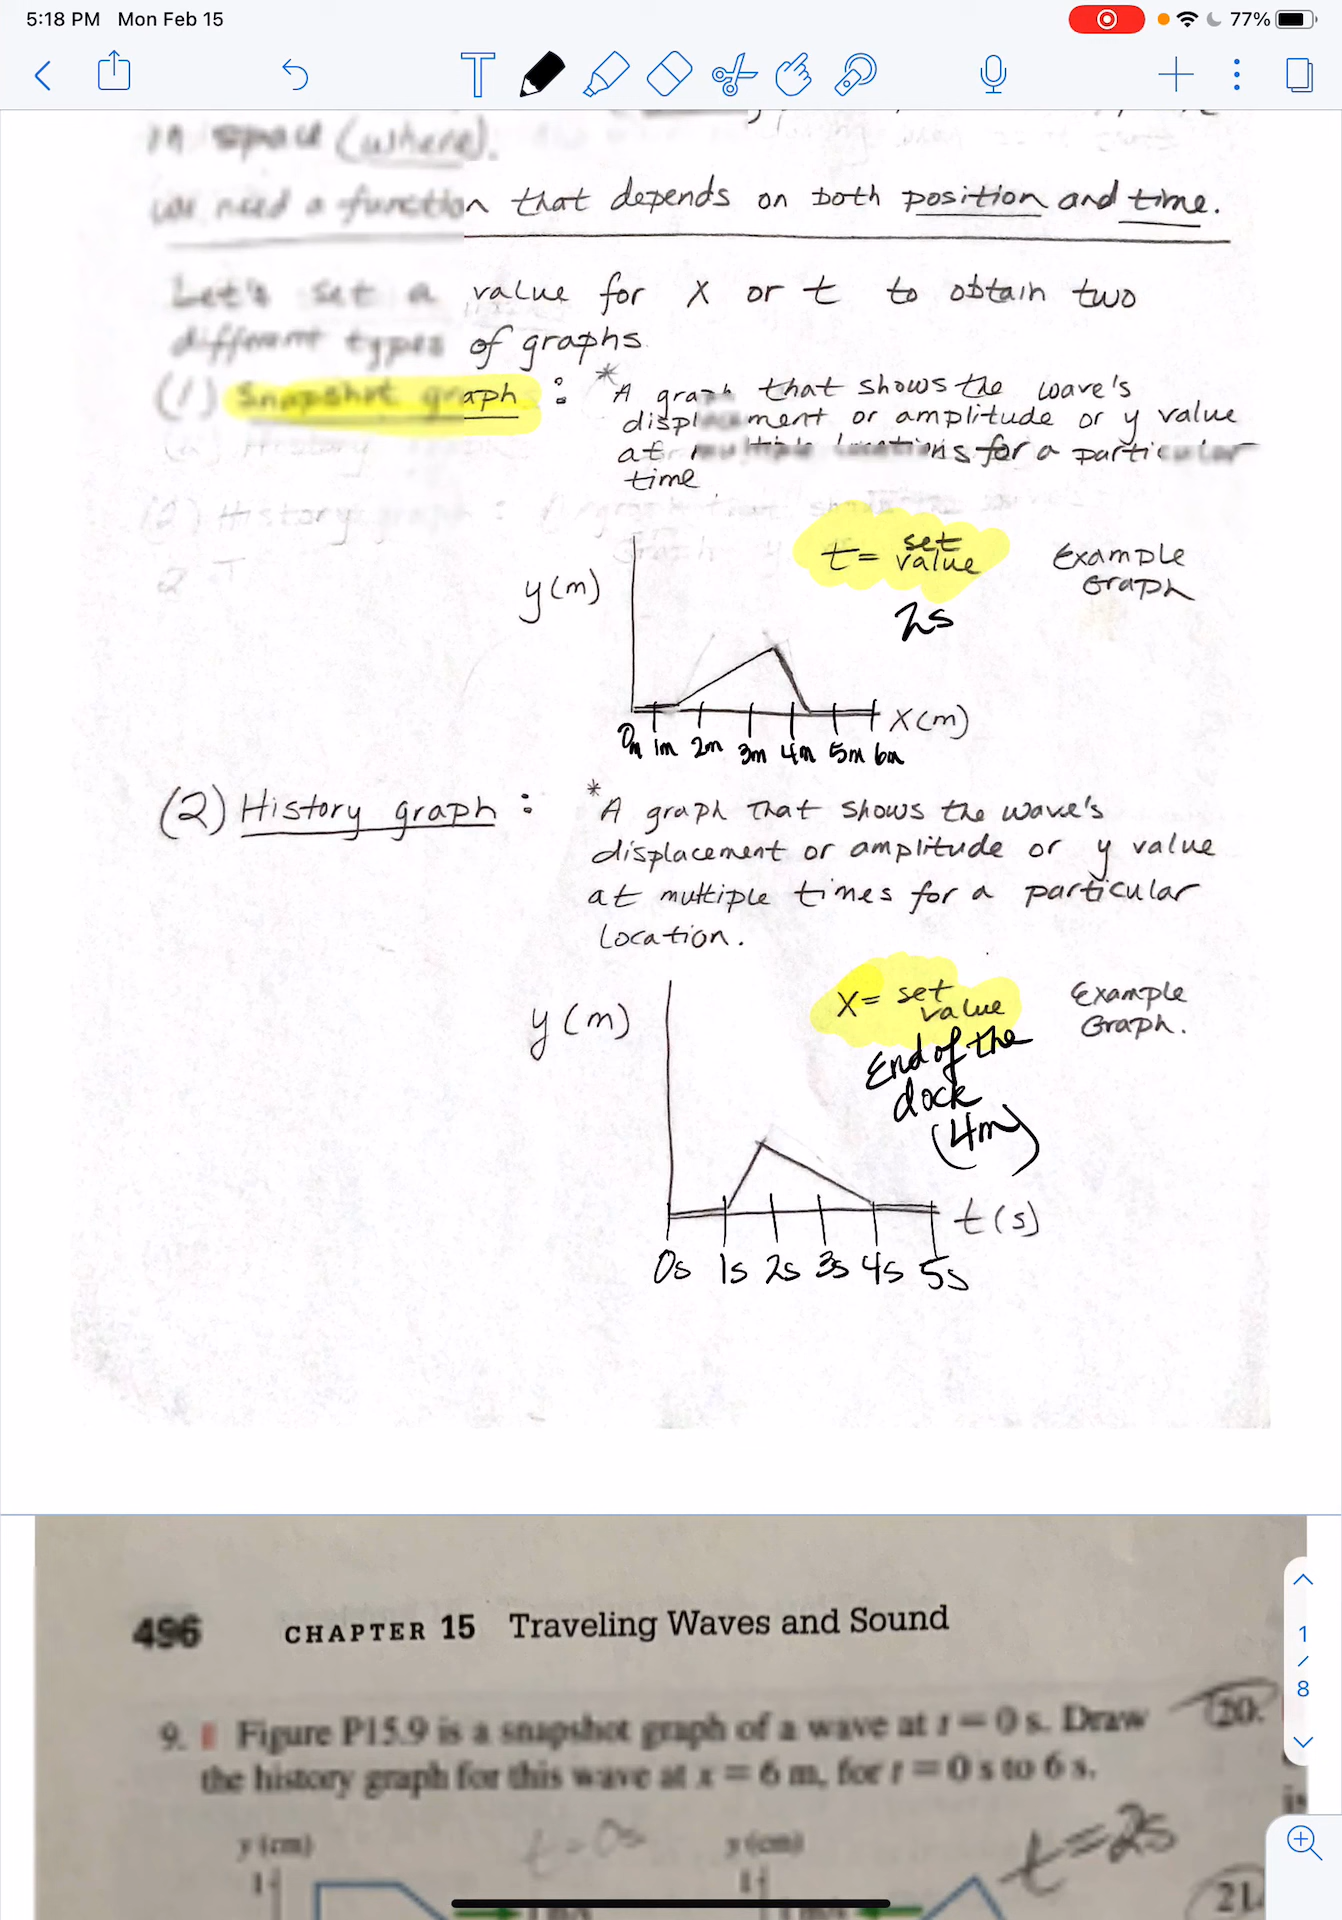 5:18 PM Mon Feb 15
77%
in space (where).
we need a function that depends on both position and time.
Let's set a value for x or t to obtain two
different types of graphs.
(1) Snapshot graph :
* A graph that shows the wave's
displacement or amplitude or y value
at multiple locations for a particular
time
t = set value
2s
Example
Graph
y(m)
x(m)
0m 1m 2m 3m 4m 5m 6m
(2) History graph :
* A graph that shows the wave's
displacement or amplitude or y value
at multiple times for a particular
location.
x = set value
End of the
dock
(4m)
Example
Graph.
y(m)
t(s)
0s 1s 2s 3s 4s 5s
496 CHAPTER 15 Traveling Waves and Sound
9. Figure P15.9 is a snapshot graph of a wave at t = 0 s. Draw
the history graph for this wave at x = 6 m, for t = 0 s to 6 s.
20.
y (cm)
t=0s
y (cm)
t=2s
1
1
21.
1
/
8